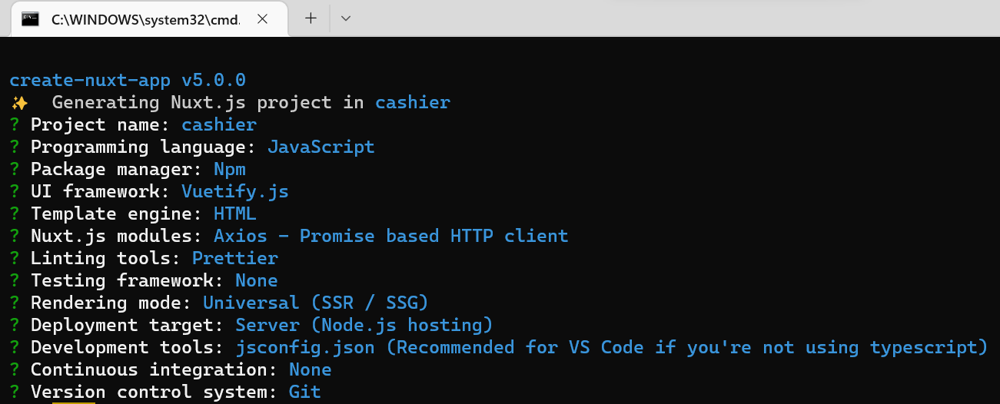 C:\WINDOWS\system32\cmd.
create-nuxt-app v5.0.0
✨ Generating Nuxt.js project in cashier
? Project name: cashier
? Programming language: JavaScript
? Package manager: Npm
? UI framework: Vuetify.js
? Template engine: HTML
? Nuxt.js modules: Axios - Promise based HTTP client
? Linting tools: Prettier
? Testing framework: None
? Rendering mode: Universal (SSR / SSG)
? Deployment target: Server (Node.js hosting)
? Development tools: jsconfig.json (Recommended for VS Code if you're not using typescript)
? Continuous integration: None
? Version control system: Git